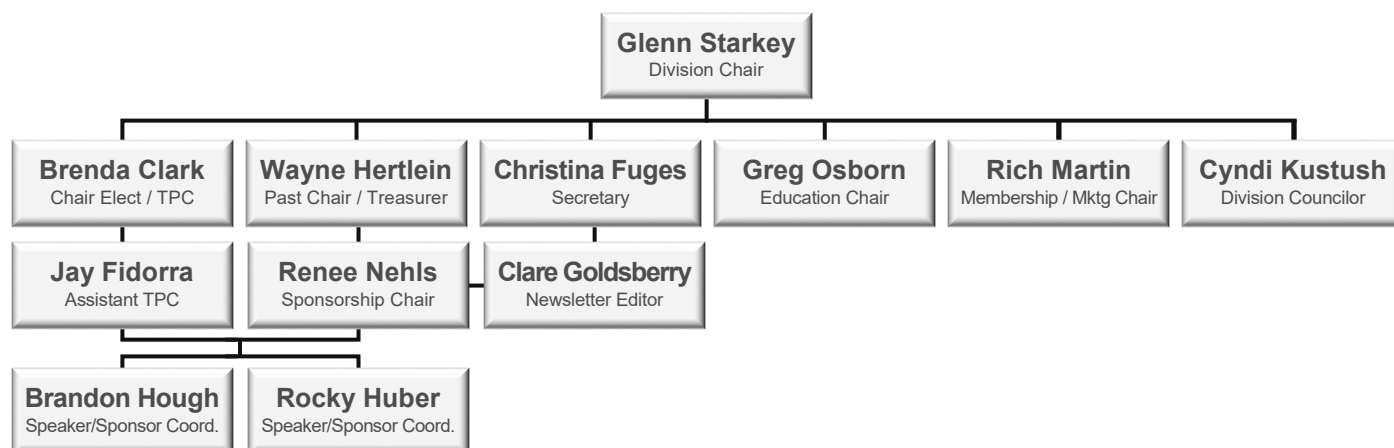 Glenn Starkey
Division Chair
Brenda Clark
Chair Elect / TPC
Wayne Hertlein
Past Chair / Treasurer
Christina Fuges
Secretary
Greg Osborn
Education Chair
Rich Martin
Membership / Mktg Chair
Cyndi Kustush
Division Councilor
Jay Fidorra
Assistant TPC
Renee Nehls
Sponsorship Chair
Clare Goldsberry
Newsletter Editor
Brandon Hough
Speaker/Sponsor Coord.
Rocky Huber
Speaker/Sponsor Coord.